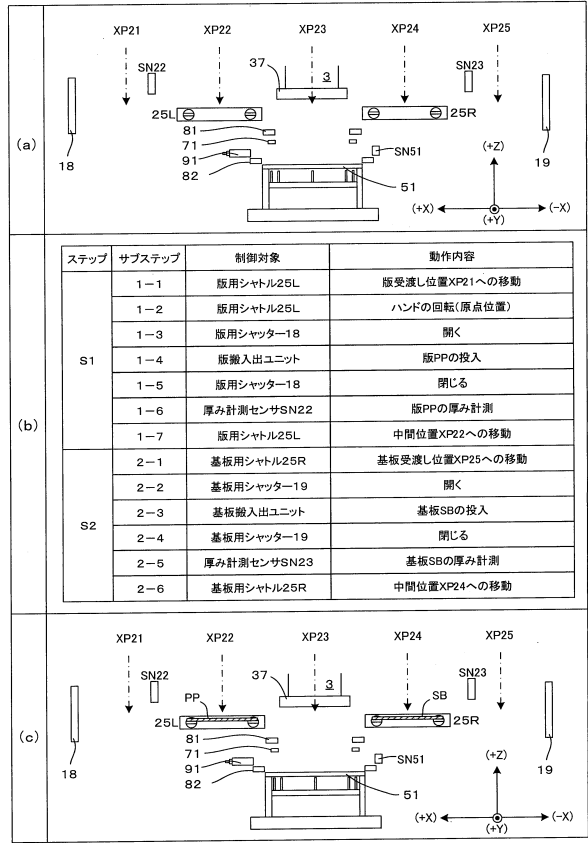 (a)
XP21 XP22 XP23 XP24 XP25
SN22 37 3 SN23
25L 25R
81
71
91 SN51
82
18 51 19
(+Z)
(+X) (-X)
(+Y)
(b)
ステップ サブステップ 制御対象 動作内容
S1
1-1 版用シャトル25L 版受渡し位置XP21への移動
1-2 版用シャトル25L ハンドの回転(原点位置)
1-3 版用シャッター18 開く
1-4 版搬入出ユニット 版PPの投入
1-5 版用シャッター18 閉じる
1-6 厚み計測センサSN22 版PPの厚み計測
1-7 版用シャトル25L 中間位置XP22への移動
S2
2-1 基板用シャトル25R 基板受渡し位置XP25への移動
2-2 基板用シャッター19 開く
2-3 基板搬入出ユニット 基板SBの投入
2-4 基板用シャッター19 閉じる
2-5 厚み計測センサSN23 基板SBの厚み計測
2-6 基板用シャトル25R 中間位置XP24への移動
(c)
XP21 XP22 XP23 XP24 XP25
SN22 37 3 SN23
PP SB
25L 25R
81
71
91 SN51
82
18 51 19
(+Z)
(+X) (-X)
(+Y)